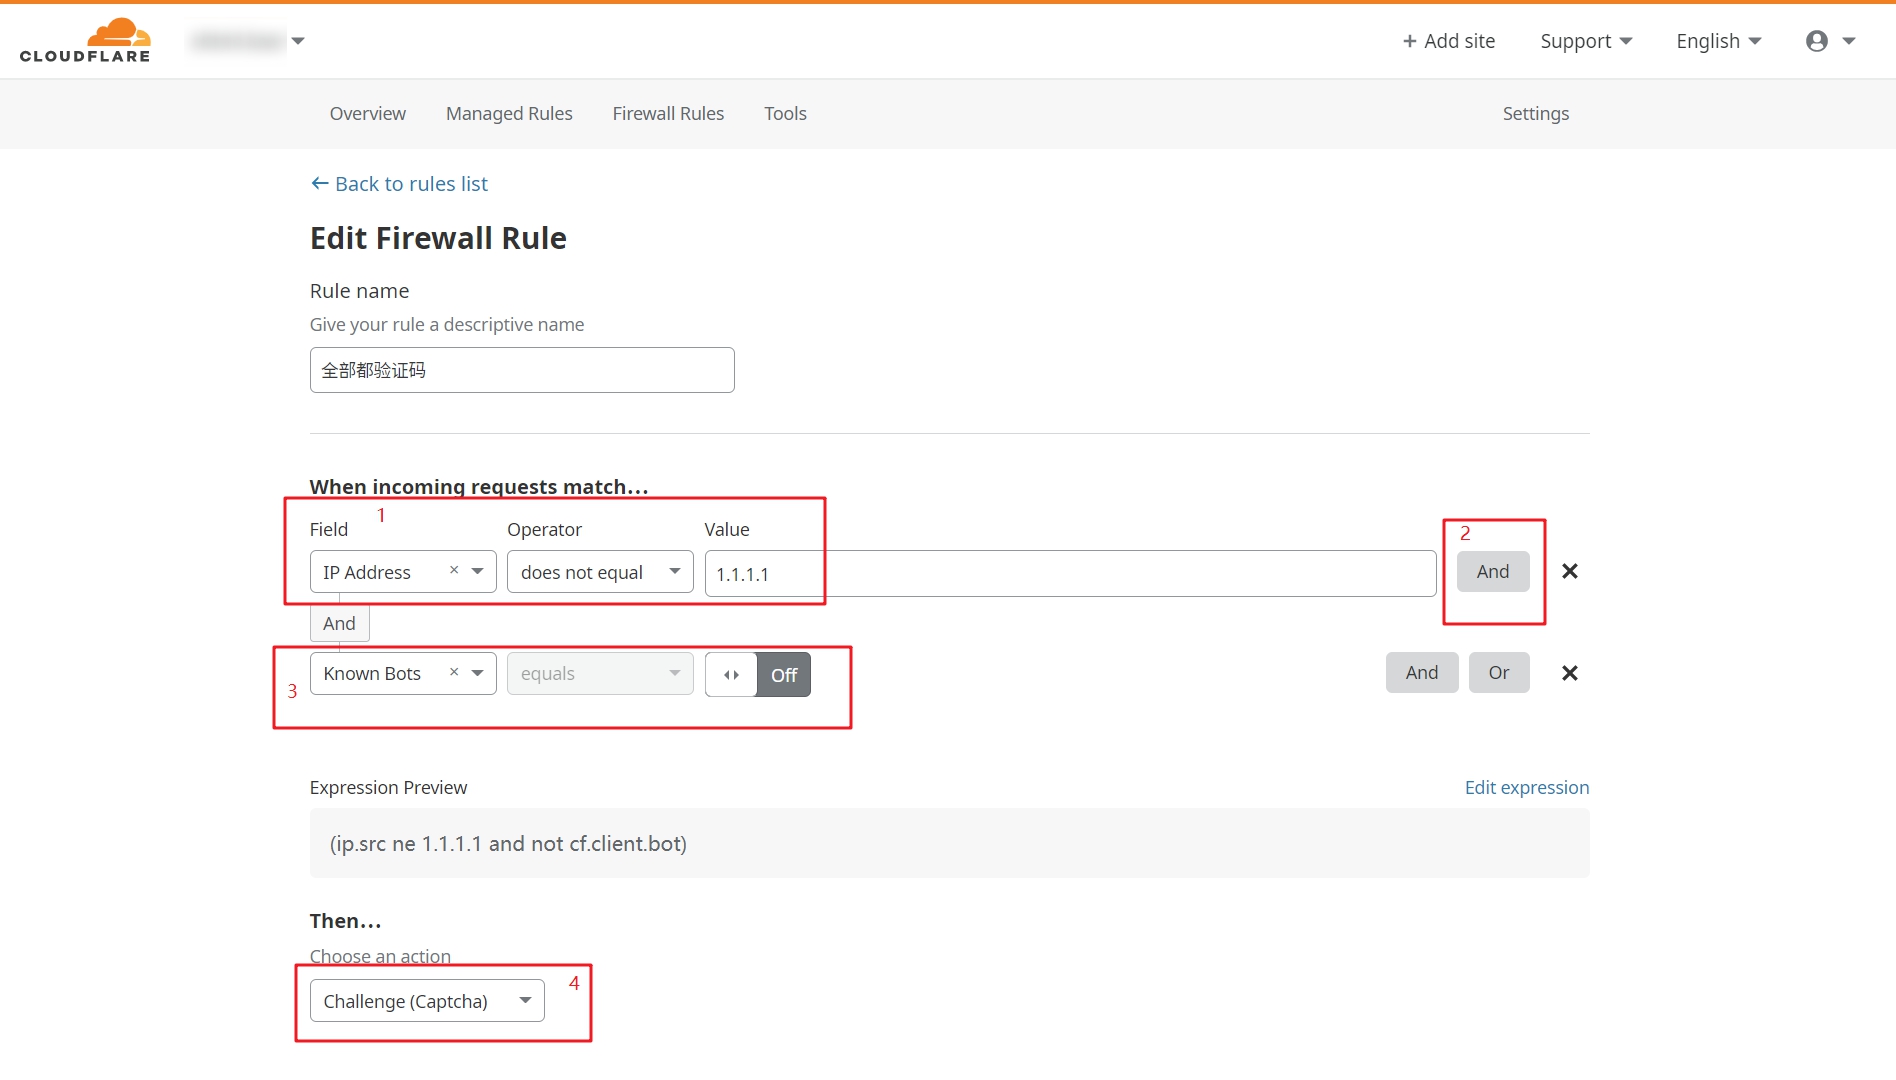 CLOUDFLARE
+ Add site Support English
Overview Managed Rules Firewall Rules Tools Settings
← Back to rules list
Edit Firewall Rule
Rule name
Give your rule a descriptive name
全部都验证码
When incoming requests match...
1
Field Operator Value
2
IP Address × does not equal 1.1.1.1 And ×
And
3
Known Bots × equals Off And Or ×
Expression Preview Edit expression
(ip.src ne 1.1.1.1 and not cf.client.bot)
Then...
Choose an action
4
Challenge (Captcha)